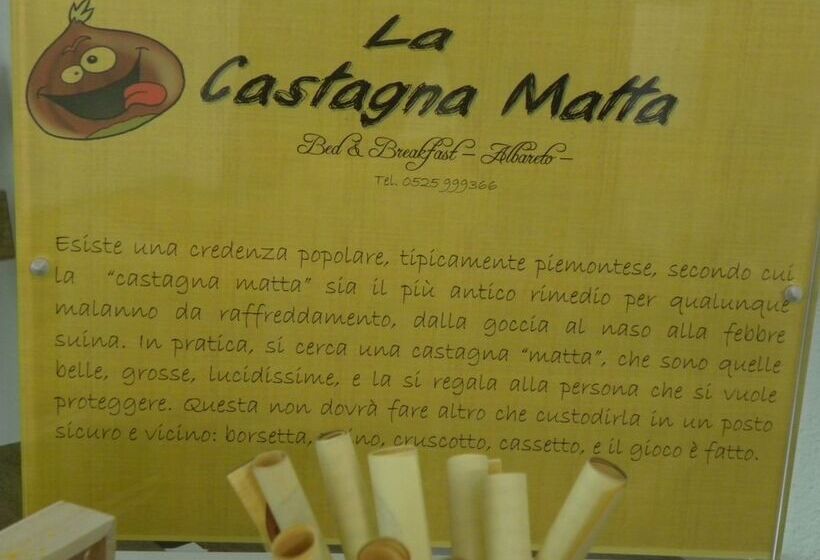 La
Castagna Matta
Bed & Breakfast - Albareto -
Tel. 0525 999366
Esiste una credenza popolare, tipicamente piemontese, secondo cui
la "castagna matta" sia il più antico rimedio per qualunque
malanno da raffreddamento, dalla goccia al naso alla febbre
suina. In pratica, si cerca una castagna "matta", che sono quelle
belle, grosse, lucidissime, e la si regala alla persona che si vuole
proteggere. Questa non dovrà fare altro che custodirla in un posto
sicuro e vicino: borsetta, cruscotto, cassetto, e il gioco è fatto.